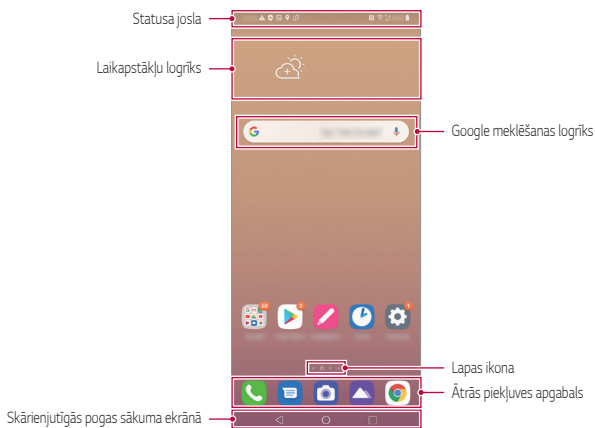 Statusa josla
Laikapstākļu logrīks
Google meklēšanas logrīks
Lapas ikona
Ātrās piekļuves apgabals
Skārienjutīgās pogas sākuma ekrānā